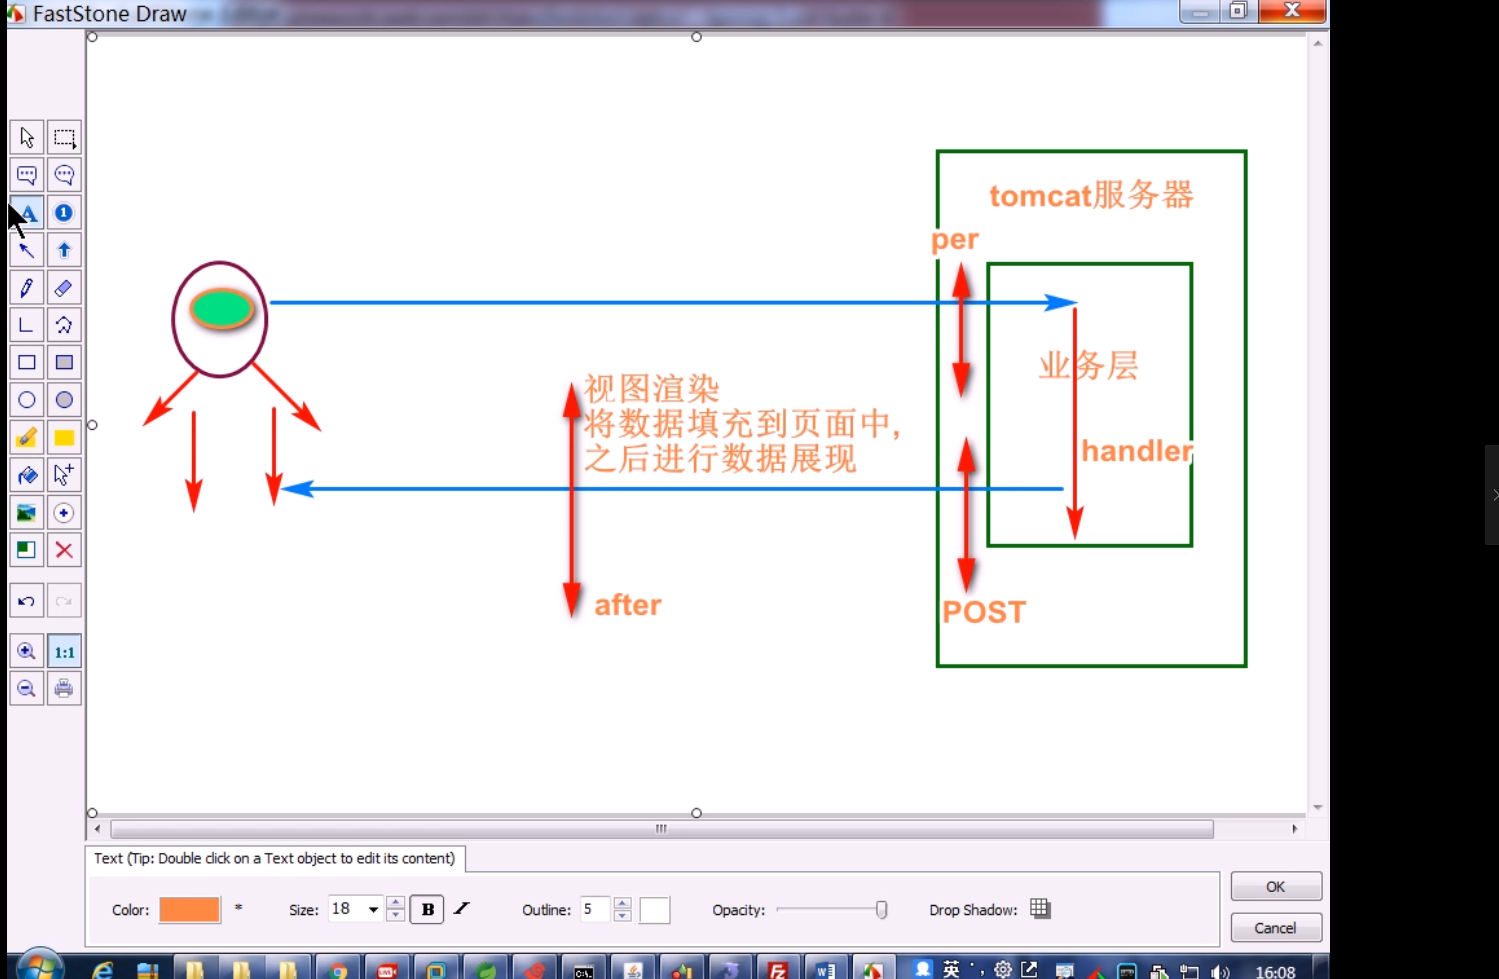 FastStone Draw
tomcat服务器
per
业务层
视图渲染
将数据填充到页面中，
之后进行数据展现
handler
after
POST
1:1
Text (Tip: Double click on a Text object to edit its content)
Color:
*
Size:
18
B
I
Outline:
5
Opacity:
Drop Shadow:
OK
Cancel
英
16:08